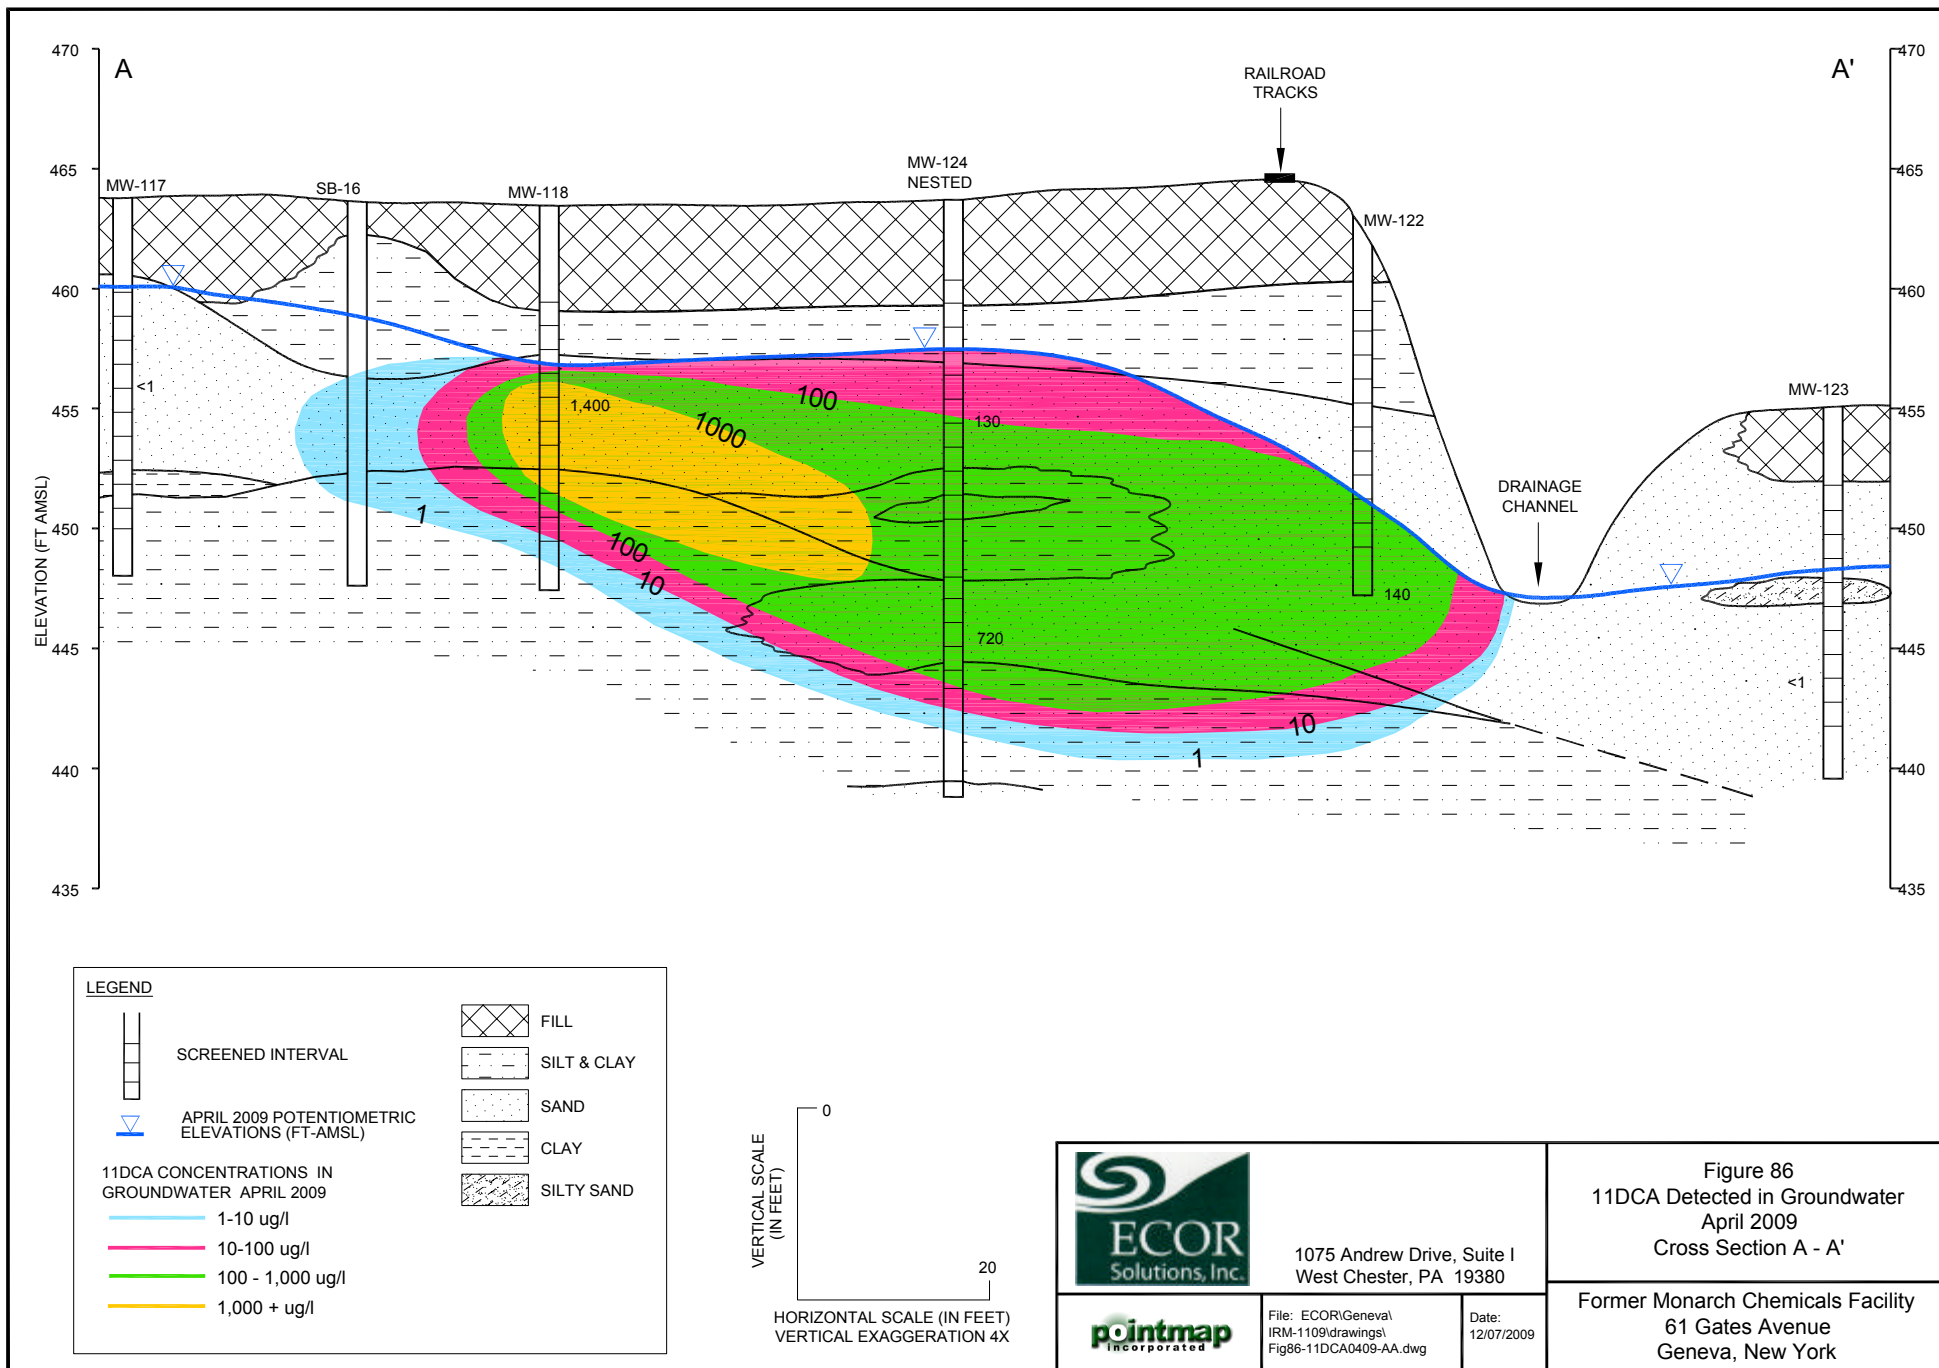 470
A
RAILROAD
TRACKS
A'
470
465
MW-117
SB-16
MW-118
MW-124
NESTED
MW-122
465
460
460
<1
1,400
100
1000
130
MW-123
455
455
ELEVATION (FT AMSL)
DRAINAGE
CHANNEL
450
1
100
10
450
140
445
720
<1
445
10
1
440
440
435
435
LEGEND
SCREENED INTERVAL
APRIL 2009 POTENTIOMETRIC
ELEVATIONS (FT-AMSL)
11DCA CONCENTRATIONS IN
GROUNDWATER APRIL 2009
1-10 ug/l
10-100 ug/l
100 - 1,000 ug/l
1,000 + ug/l
FILL
SILT & CLAY
SAND
CLAY
SILTY SAND
VERTICAL SCALE
(IN FEET)
0
20
HORIZONTAL SCALE (IN FEET)
VERTICAL EXAGGERATION 4X
ECOR
Solutions, Inc.
1075 Andrew Drive, Suite I
West Chester, PA 19380
pointmap
incorporated
File: ECOR\Geneva\
IRM-1109\drawings\
Fig86-11DCA0409-AA.dwg
Date:
12/07/2009
Figure 86
11DCA Detected in Groundwater
April 2009
Cross Section A - A'
Former Monarch Chemicals Facility
61 Gates Avenue
Geneva, New York